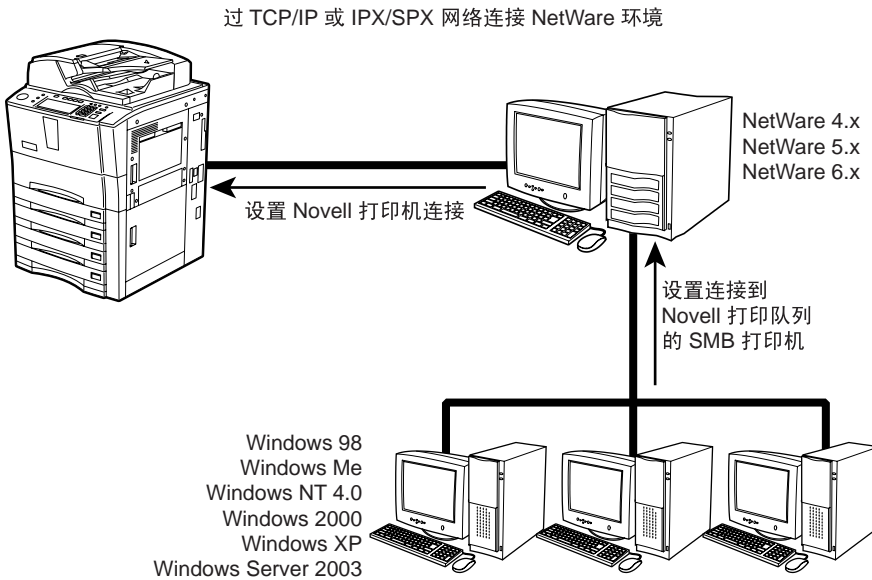 过 TCP/IP 或 IPX/SPX 网络连接 NetWare 环境
NetWare 4.x
NetWare 5.x
NetWare 6.x
设置 Novell 打印机连接
设置连接到
Novell 打印队列
的 SMB 打印机
Windows 98
Windows Me
Windows NT 4.0
Windows 2000
Windows XP
Windows Server 2003